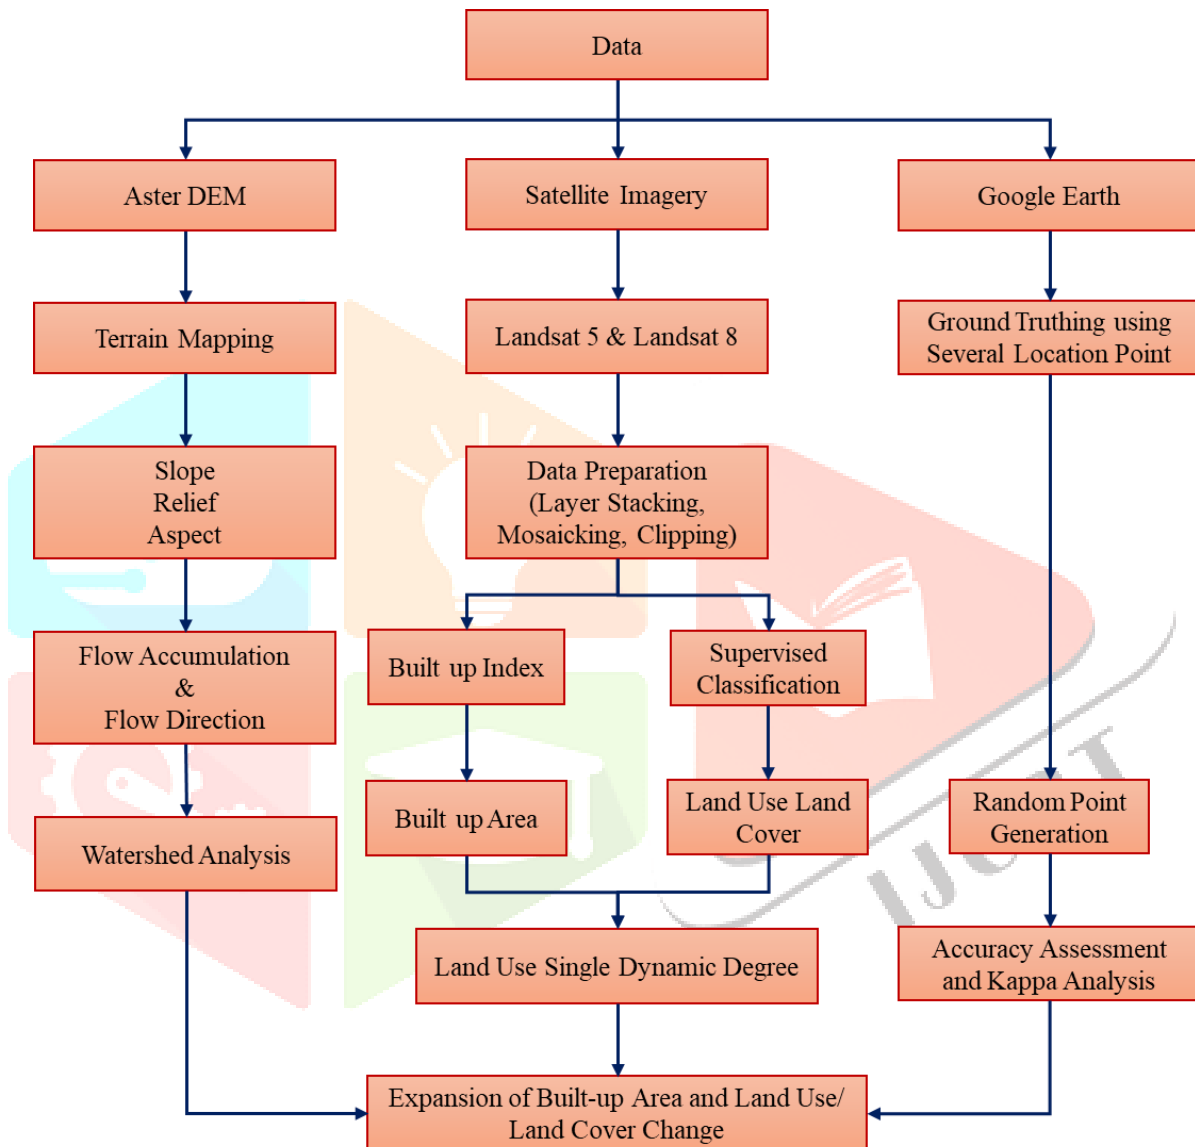 Data
Aster DEM
Satellite Imagery
Google Earth
Terrain Mapping
Landsat 5 & Landsat 8
Ground Truthing using
Several Location Point
Slope
Relief
Aspect
Data Preparation
(Layer Stacking,
Mosaicking, Clipping)
Flow Accumulation
&
Flow Direction
Built up Index
Supervised
Classification
Watershed Analysis
Built up Area
Land Use Land
Cover
Random Point
Generation
IJCRT
Land Use Single Dynamic Degree
Accuracy Assessment
and Kappa Analysis
Expansion of Built-up Area and Land Use/
Land Cover Change